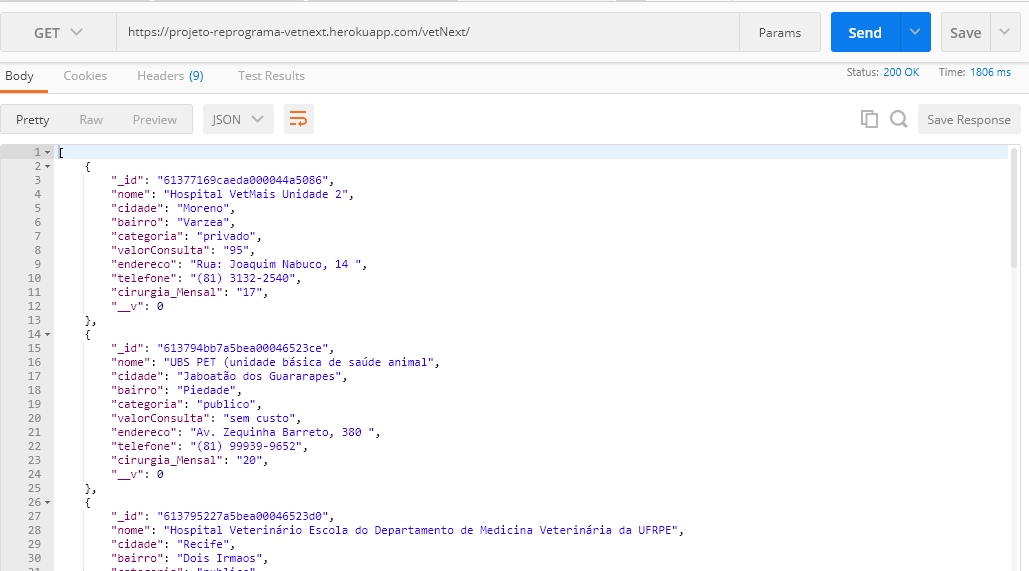 GET https://projeto-reprograma-vetnext.herokuapp.com/vetNext/ Params Send Save
Body Cookies Headers (9) Test Results Status: 200 OK Time: 1806 ms
Pretty Raw Preview JSON Save Response
1 [
2 {
3 "_id": "61377169caeda000044a5086",
4 "nome": "Hospital VetMais Unidade 2",
5 "cidade": "Moreno",
6 "bairro": "Varzea",
7 "categoria": "privado",
8 "valorConsulta": "95",
9 "endereco": "Rua: Joaquim Nabuco, 14 ",
10 "telefone": "(81) 3132-2540",
11 "cirurgia_Mensal": "17",
12 "__v": 0
13 },
14 {
15 "_id": "613794bb7a5bea00046523ce",
16 "nome": "UBS PET (unidade básica de saúde animal",
17 "cidade": "Jaboatão dos Guararapes",
18 "bairro": "Piedade",
19 "categoria": "publico",
20 "valorConsulta": "sem custo",
21 "endereco": "Av. Zequinha Barreto, 380 ",
22 "telefone": "(81) 99939-9652",
23 "cirurgia_Mensal": "20",
24 "__v": 0
25 },
26 {
27 "_id": "613795227a5bea00046523d0",
28 "nome": "Hospital Veterinário Escola do Departamento de Medicina Veterinária da UFRPE",
29 "cidade": "Recife",
30 "bairro": "Dois Irmaos",
31 "categoria": "publico",